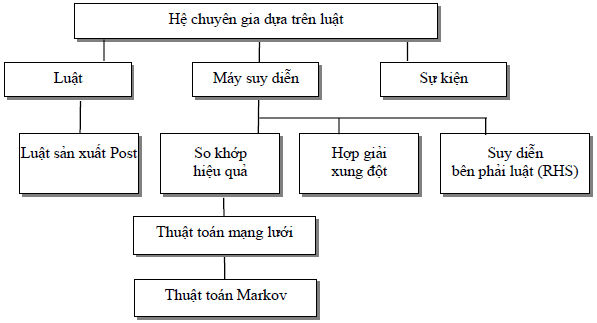 Hệ chuyên gia dựa trên luật
Luật
Máy suy diễn
Sự kiện
Luật sản xuất Post
So khớp
hiệu quả
Hợp giải
xung đột
Suy diễn
bên phải luật (RHS)
Thuật toán mạng lưới
Thuật toán Markov